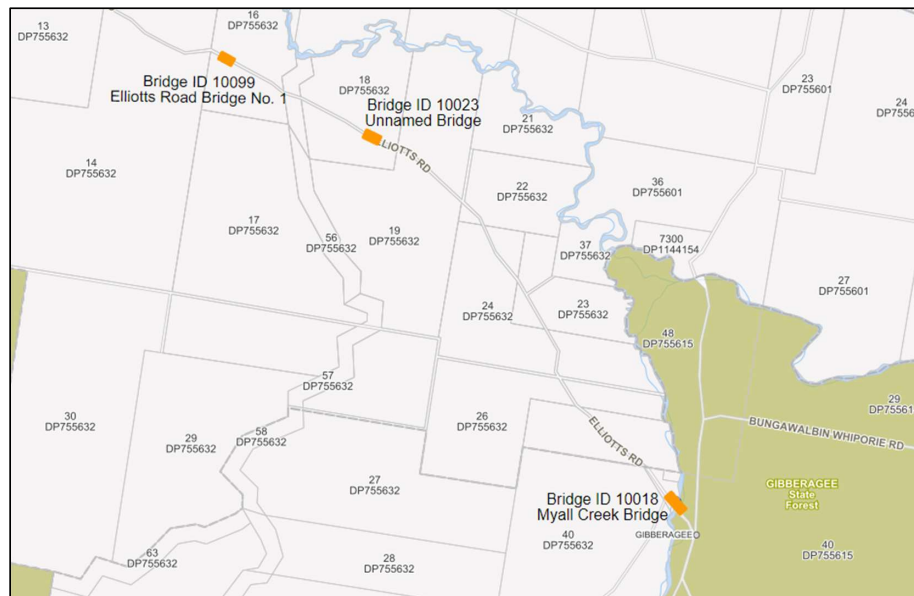 13
DP755632
16
DP755632
Bridge ID 10099
Elliotts Road Bridge No. 1
18
DP755632
Bridge ID 10023
Unnamed Bridge
23
DP755601
24
DP755
21
DP755632
LLIOTTS RD
14
DP755632
22
DP755632
36
DP755601
17
DP755632
56
DP755632
19
DP755632
37
DP755632
7300
DP1144154
27
DP755601
24
DP755632
23
DP755632
48
DP755615
57
DP755632
30
DP755632
29
DP755632
58
DP755632
26
DP755632
29
DP75561
ELLIOTTS RD
BUNGAWALBIN WHIPORIE RD
27
DP755632
Bridge ID 10018
Myall Creek Bridge
GIBBERAGEE
State
Forest
40
DP755632
GIBBERAGEE
63
DP755632
28
DP755632
40
DP755615